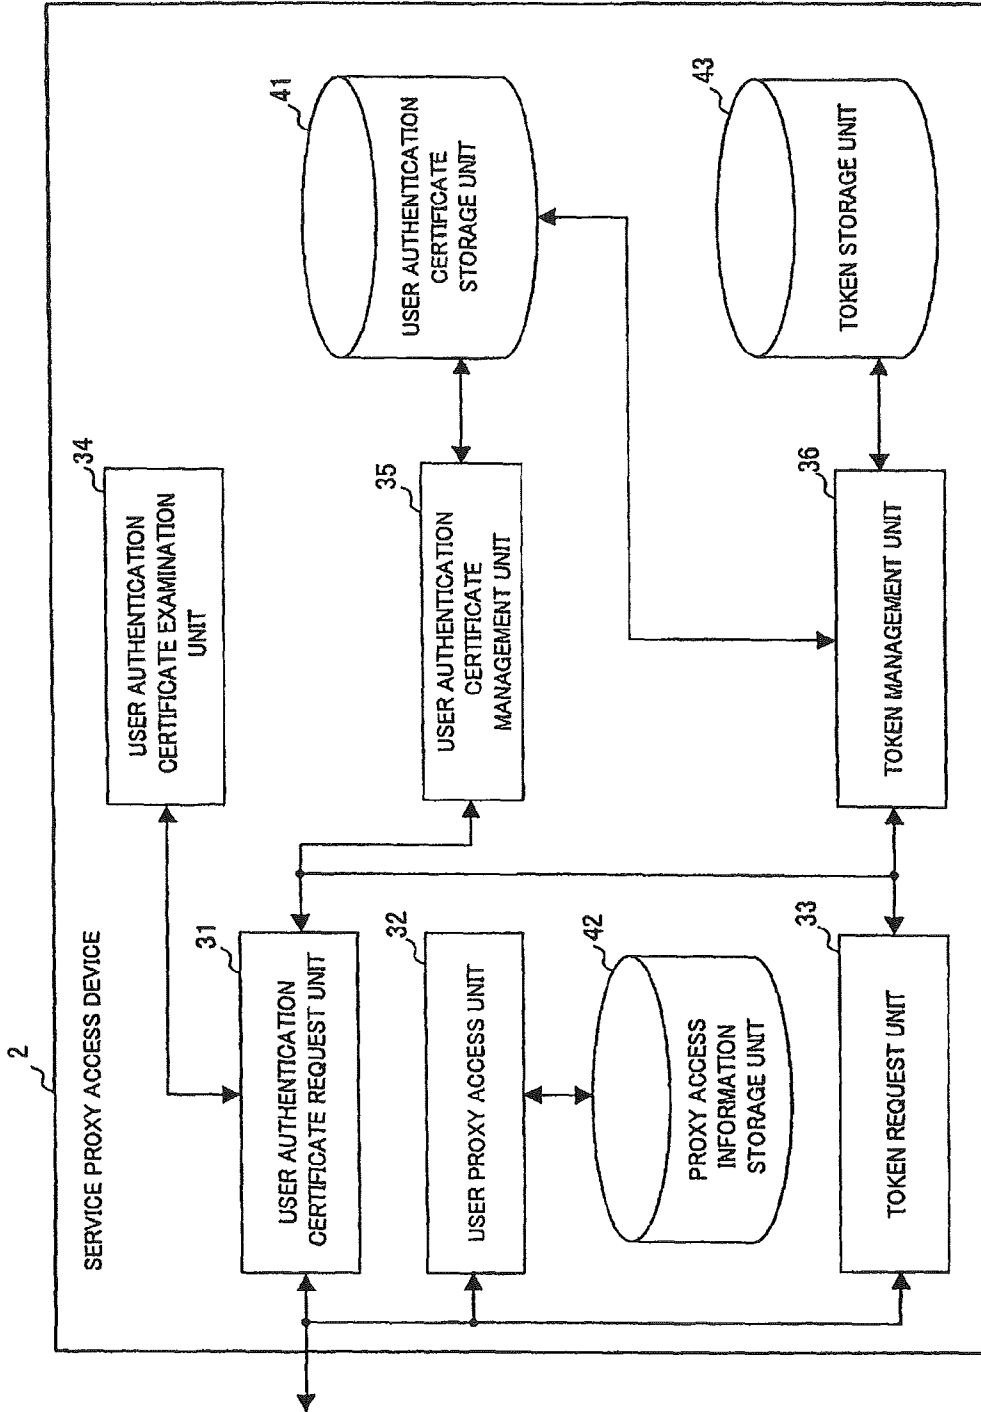 2
SERVICE PROXY ACCESS DEVICE
34
USER AUTHENTICATION
CERTIFICATE EXAMINATION
UNIT
31
USER AUTHENTICATION
CERTIFICATE REQUEST UNIT
35
USER AUTHENTICATION
CERTIFICATE
MANAGEMENT UNIT
41
USER AUTHENTICATION
CERTIFICATE
STORAGE UNIT
32
USER PROXY ACCESS UNIT
42
PROXY ACCESS
INFORMATION
STORAGE UNIT
33
TOKEN REQUEST UNIT
36
TOKEN MANAGEMENT UNIT
43
TOKEN STORAGE UNIT